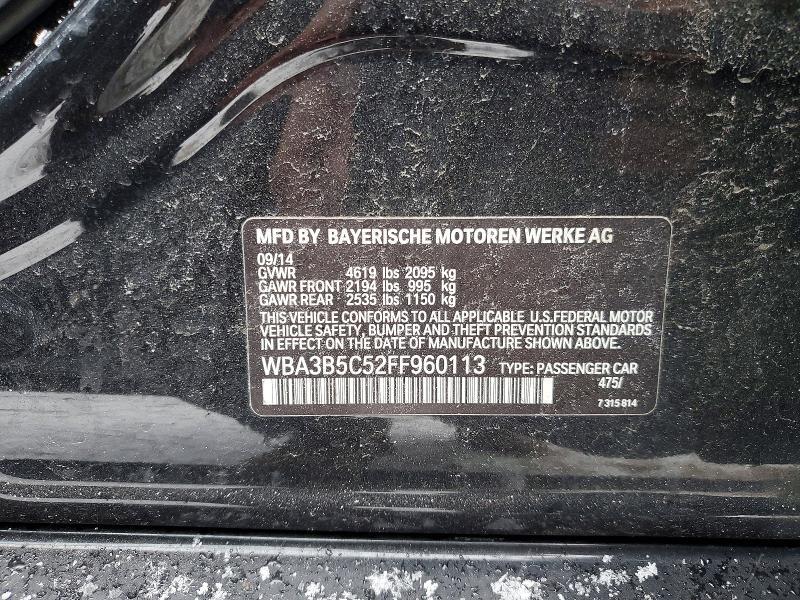 MFD BY BAYERISCHE MOTOREN WERKE AG
09/14
GVWR 4619 lbs 2095 kg
GAWR FRONT 2194 lbs 995 kg
GAWR REAR 2535 lbs 1150 kg
THIS VEHICLE CONFORMS TO ALL APPLICABLE U.S.FEDERAL MOTOR
VEHICLE SAFETY, BUMPER AND THEFT PREVENTION STANDARDS
IN EFFECT ON THE DATE OF MANUFACTURE SHOWN ABOVE.
WBA3B5C52FF960113 TYPE: PASSENGER CAR
475/
7 315 814